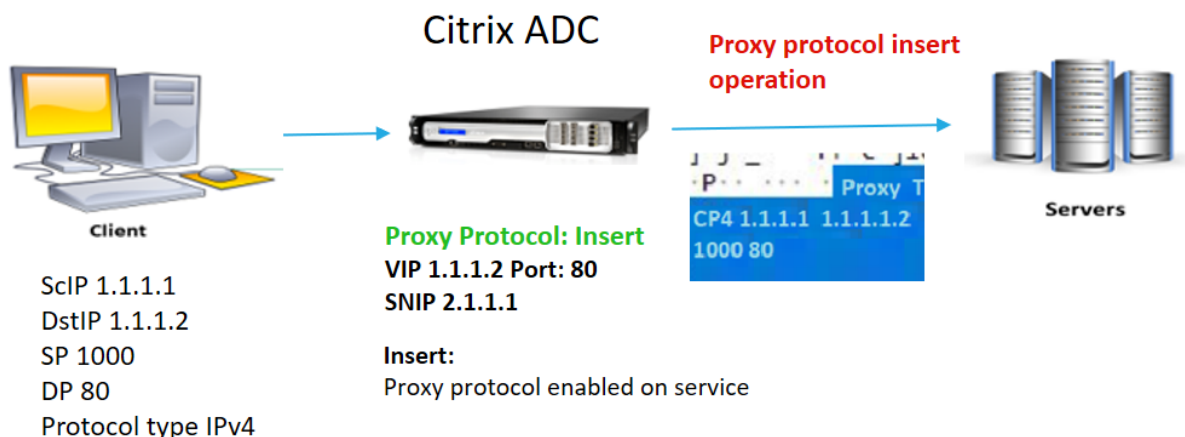 Citrix ADC
Proxy protocol insert
operation
Client
Servers
Proxy T
CP4 1.1.1.1 1.1.1.1.2
1000 80
Proxy Protocol: Insert
VIP 1.1.1.2 Port: 80
SNIP 2.1.1.1
Insert:
Proxy protocol enabled on service
ScIP 1.1.1.1
DstIP 1.1.1.2
SP 1000
DP 80
Protocol type IPv4